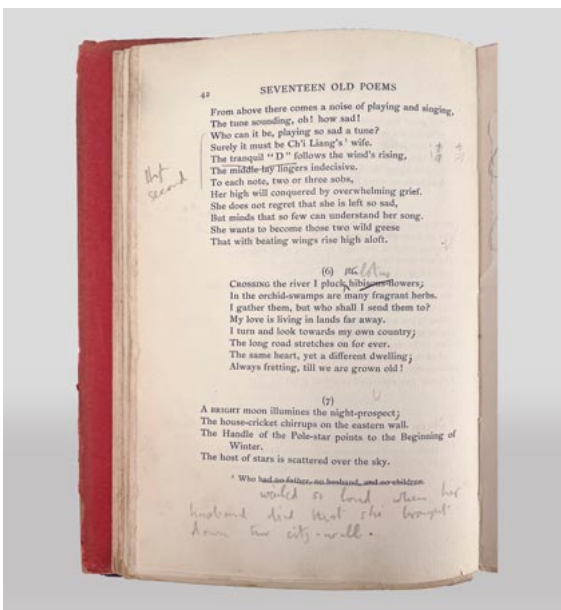 42 SEVENTEEN OLD POEMS
From above there comes a noise of playing and singing,
The tune sounding, oh! how sad!
Who can it be, playing so sad a tune?
Surely it must be Ch'i Liang's¹ wife.
The tranquil "D" follows the wind's rising,
The middle-lay lingers indecisive.
To each note, two or three sobs,
Her high will conquered by overwhelming grief.
She does not regret that she is left so sad,
But minds that so few can understand her song.
She wants to become those two wild geese
That with beating wings rise high aloft.
second
(6)
lotus
CROSSING the river I pluck hibiscus-flowers;
In the orchid-swamps are many fragrant herbs.
I gather them, but who shall I send them to?
My love is living in lands far away.
I turn and look towards my own country;
The long road stretches on for ever.
The same heart, yet a different dwelling;
Always fretting, till we are grown old!
(7)
A BRIGHT moon illumines the night-prospect;
The house-cricket chirrups on the eastern wall.
The Handle of the Pole-star points to the Beginning of
Winter.
The host of stars is scattered over the sky.
¹ Who had no father, no husband, and no children
wailed so loud when her
husband died that she brought
down the city-wall.